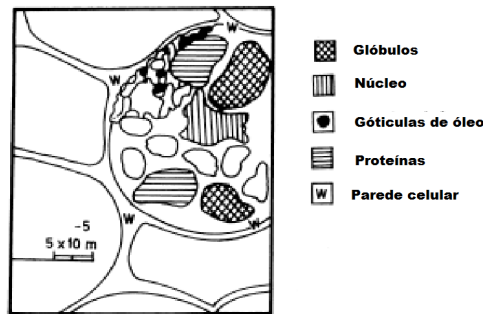 W
Glóbulos
W
Núcleo
Góticulas de óleo
Proteínas
W Parede celular
W
W
-5
5 x 10 m